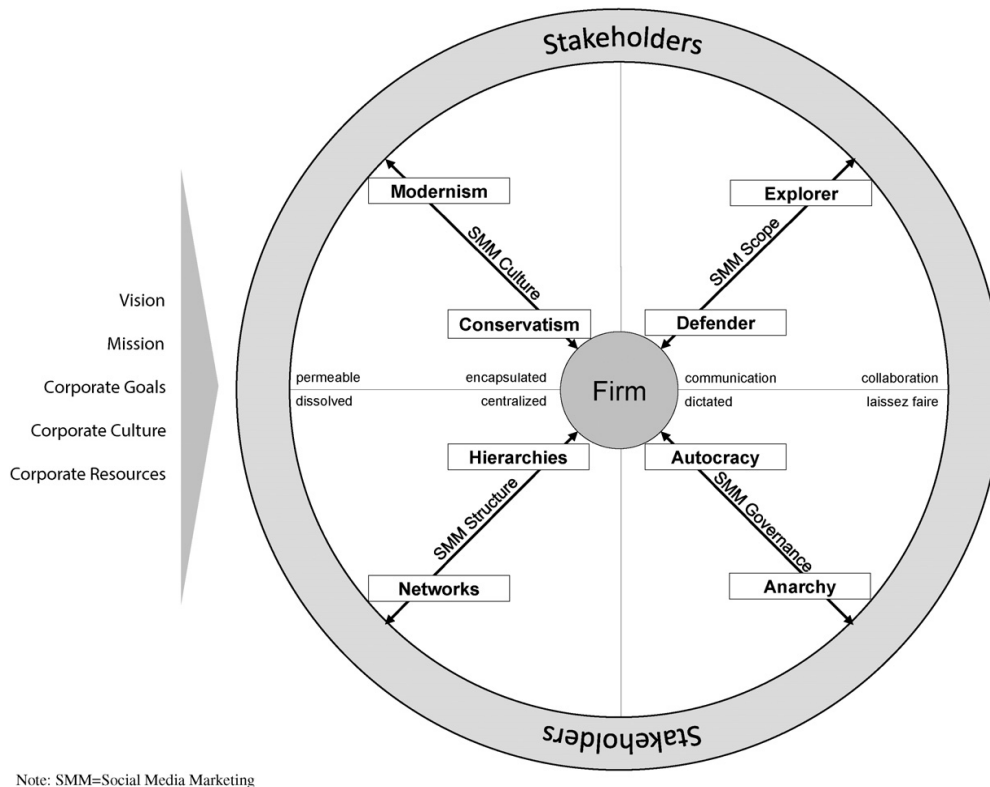 Stakeholders
Modernism
Explorer
SMM Culture
SMM Scope
Conservatism
Defender
Vision
Mission
Corporate Goals
Corporate Culture
Corporate Resources
permeable
encapsulated
communication
collaboration
Firm
dissolved
centralized
dictated
laissez faire
Hierarchies
Autocracy
SMM Structure
SMM Governance
Networks
Anarchy
Stakeholders
Note: SMM=Social Media Marketing